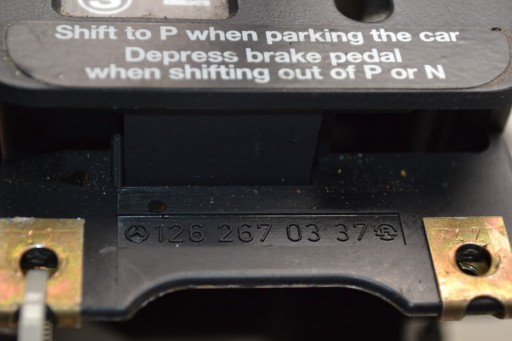 S
Shift to P when parking the car
Depress brake pedal
when shifting out of P or N
126 267 03 37